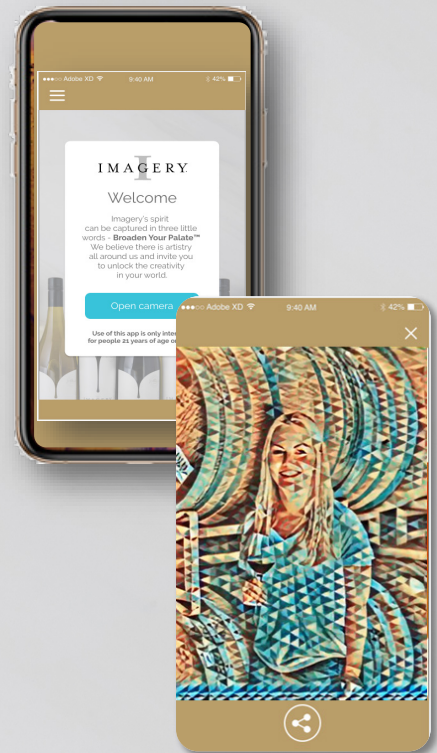 Adobe XD 9:40 AM 42%
IMAGERY
Welcome
Imagery's spirit
can be captured in three little
words - Broaden Your Palate™
We believe there is artistry
all around us and invite you
to unlock the creativity
in your world.
Open camera
Use of this app is only
for people 21 years of age
Adobe XD 9:40 AM 42%